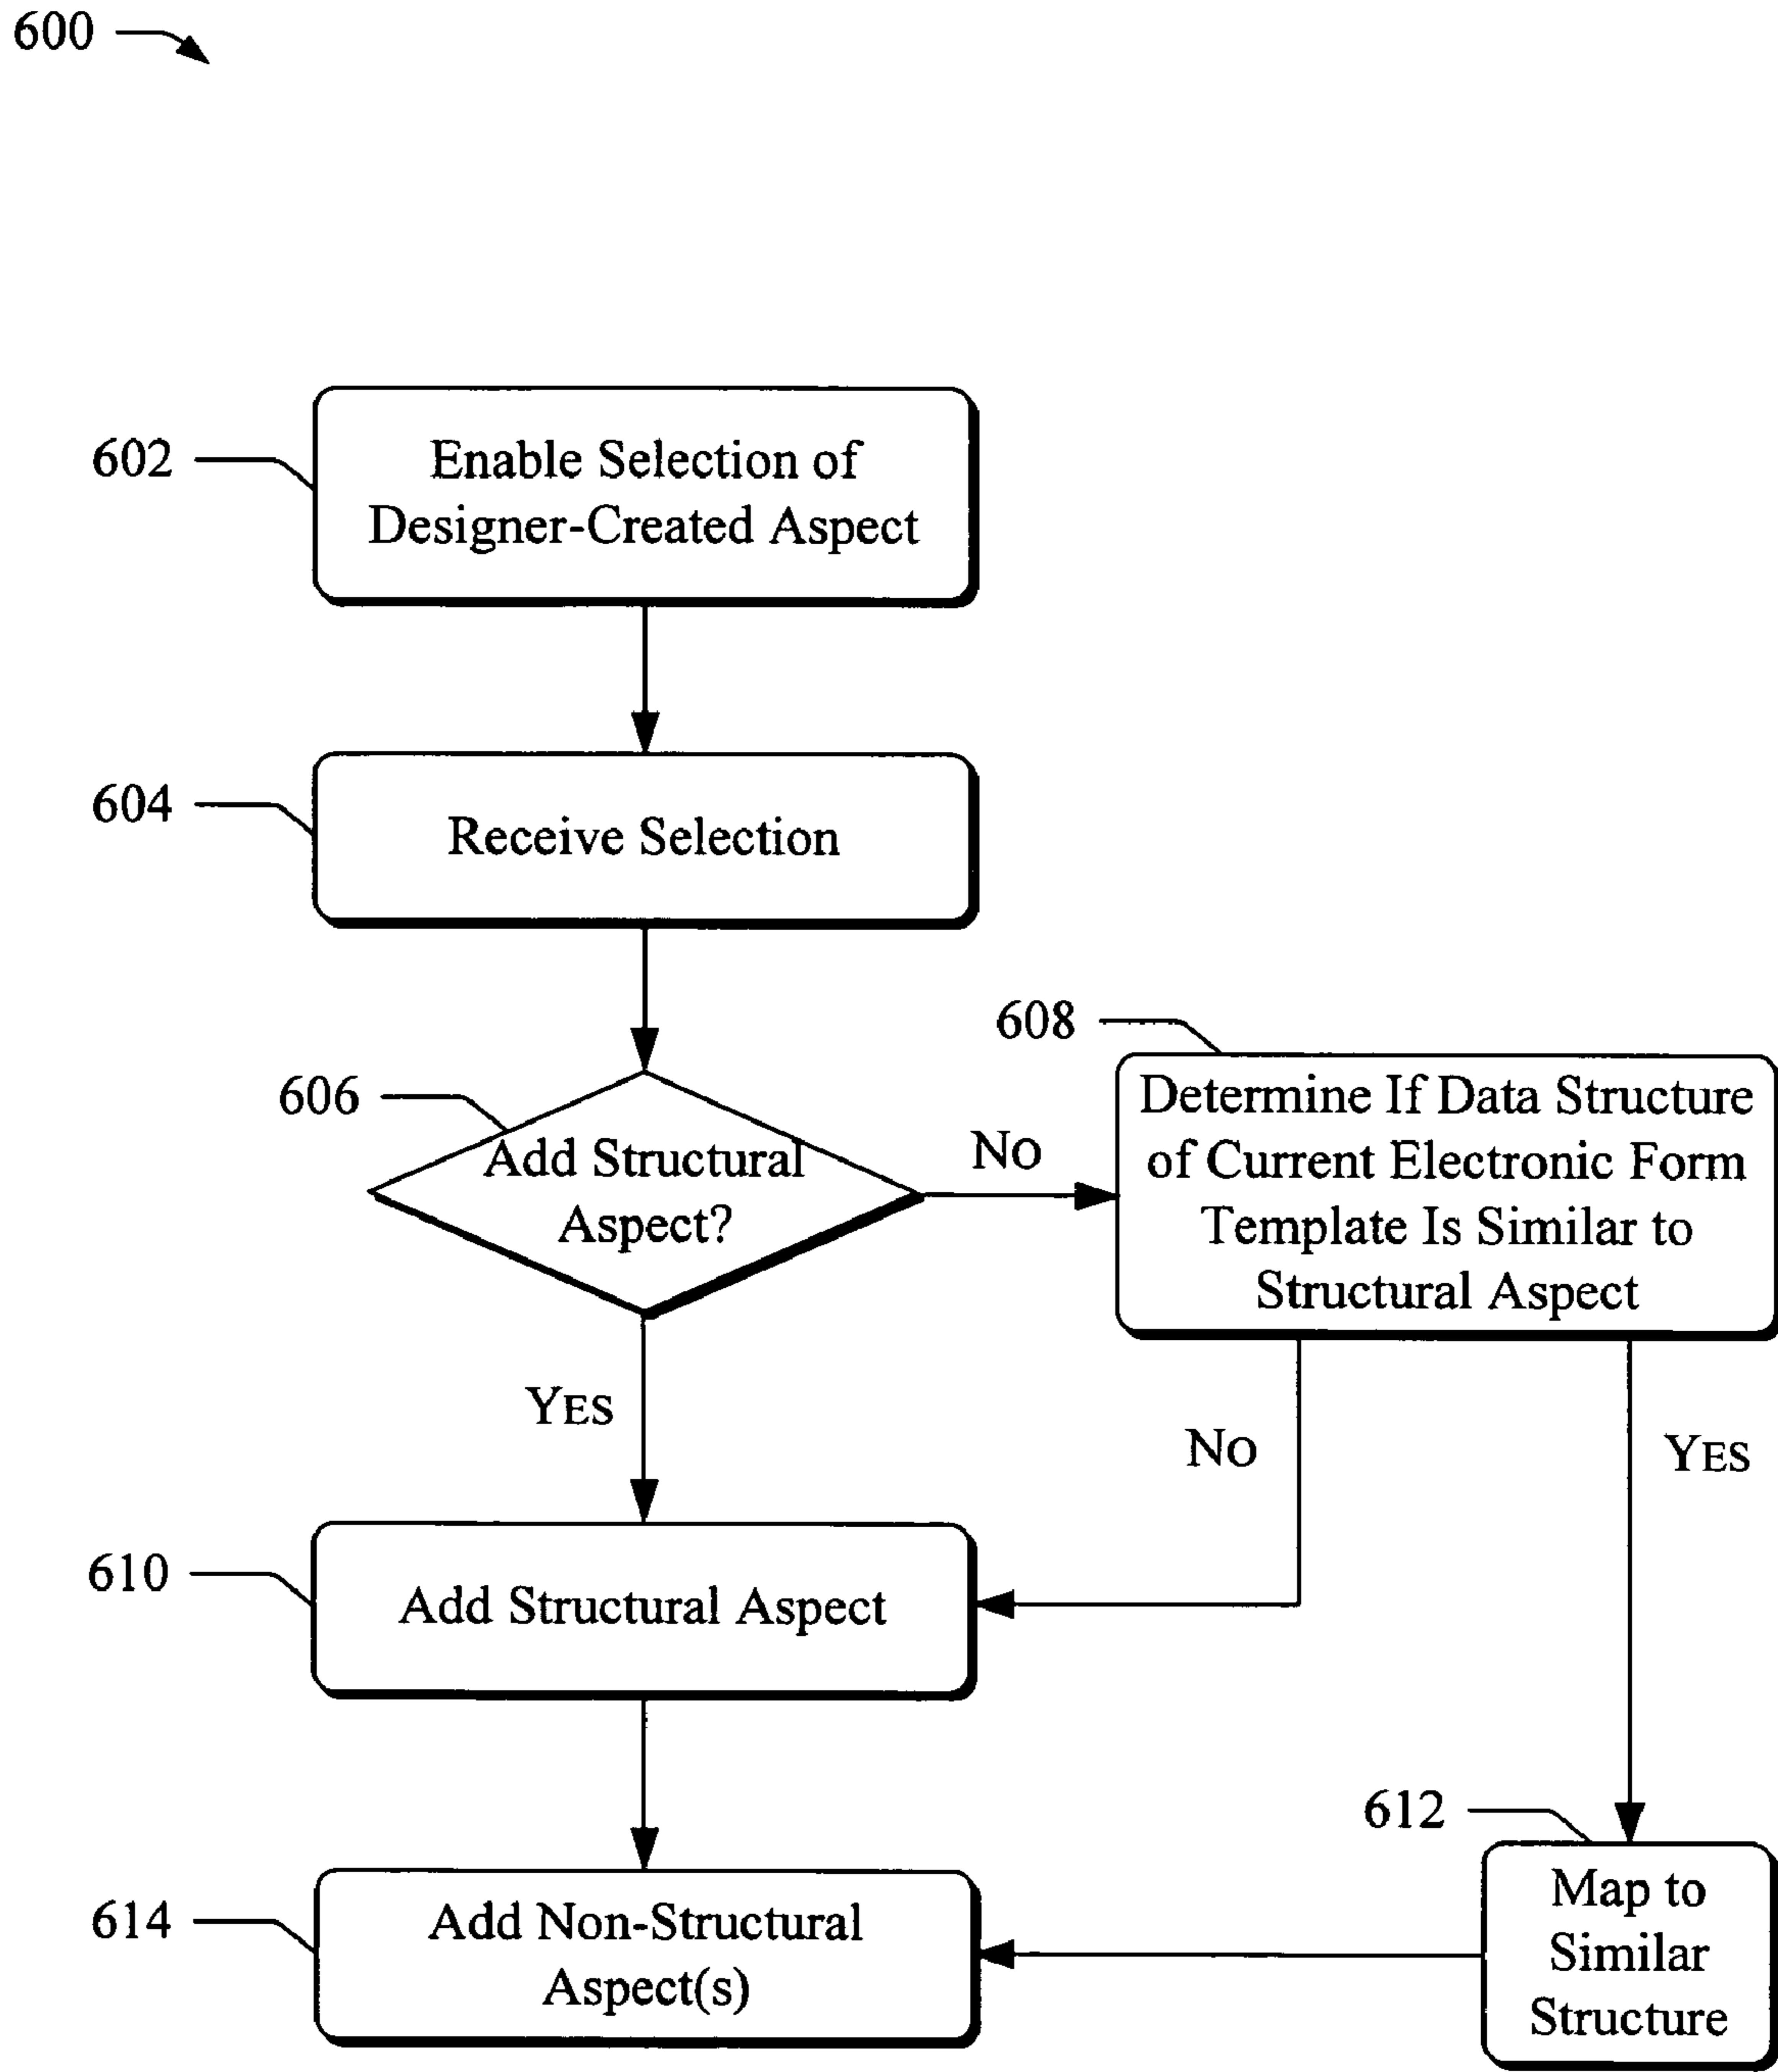 600
602
Enable Selection of
Designer-Created Aspect
604
Receive Selection
606
Add Structural
Aspect?
NO
608
Determine If Data Structure
of Current Electronic Form
Template Is Similar to
Structural Aspect
YES
NO
YES
610
Add Structural Aspect
612
Map to
Similar
Structure
614
Add Non-Structural
Aspect(s)